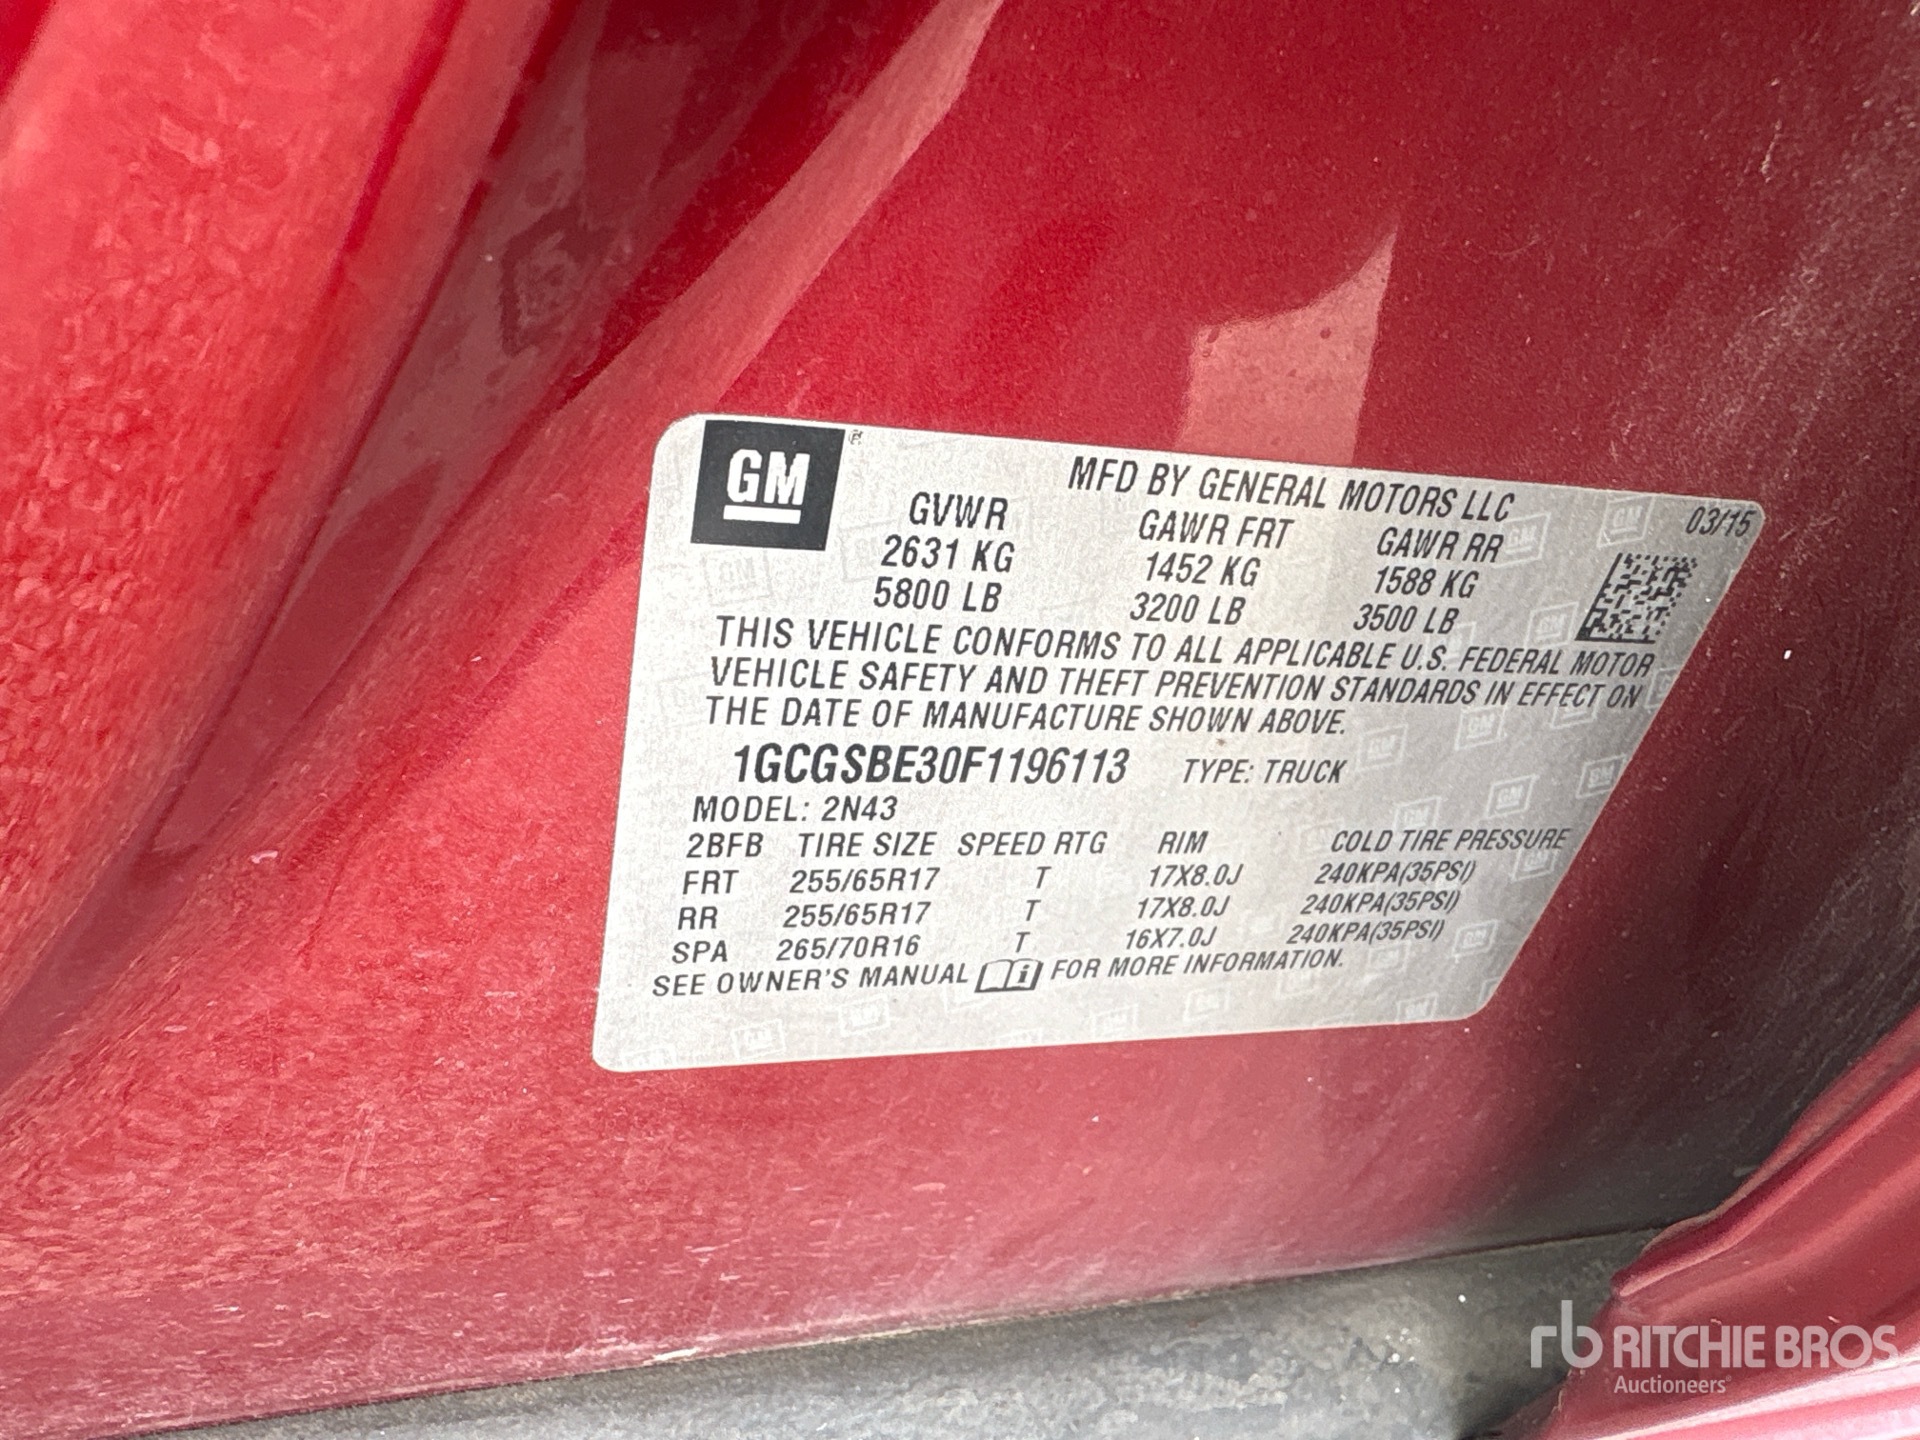 GM ®
MFD BY GENERAL MOTORS LLC
03/15
GVWR GAWR FRT GAWR RR
2631 KG 1452 KG 1588 KG
5800 LB 3200 LB 3500 LB
THIS VEHICLE CONFORMS TO ALL APPLICABLE U.S. FEDERAL MOTOR
VEHICLE SAFETY AND THEFT PREVENTION STANDARDS IN EFFECT ON
THE DATE OF MANUFACTURE SHOWN ABOVE.
1GCGSBE30F1196113 TYPE: TRUCK
MODEL: 2N43
2BFB TIRE SIZE SPEED RTG RIM COLD TIRE PRESSURE
FRT 255/65R17 T 17X8.0J 240KPA(35PSI)
RR 255/65R17 T 17X8.0J 240KPA(35PSI)
SPA 265/70R16 T 16X7.0J 240KPA(35PSI)
SEE OWNER'S MANUAL i FOR MORE INFORMATION.
rb RITCHIE BROS
Auctioneers